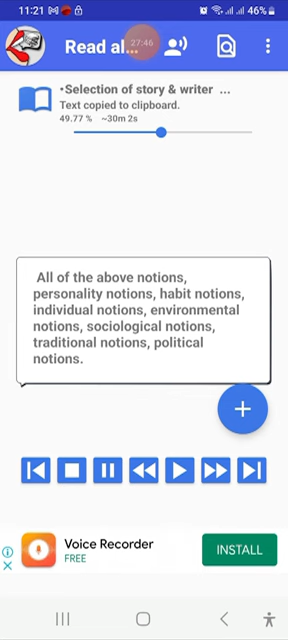 11:21 46%
Read al... 27:46
•Selection of story & writer ...
Text copied to clipboard.
49.77 % ~30m 2s
All of the above notions,
personality notions, habit notions,
individual notions, environmental
notions, sociological notions,
traditional notions, political
notions.
+
Voice Recorder
FREE
INSTALL